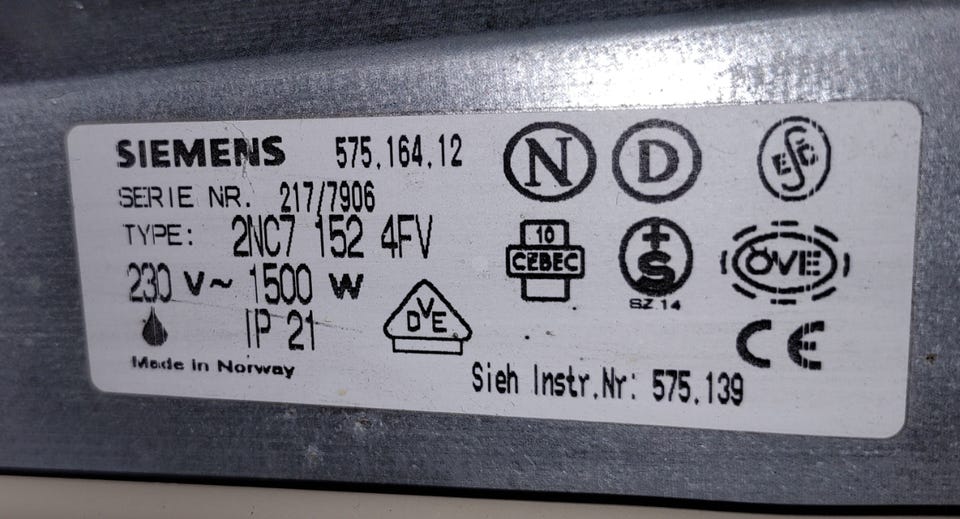 SIEMENS 575.164.12
SERIE NR. 217/7906
TYPE: 2NC7 152 4FV
230 V~ 1500 W
IP 21
Made in Norway
DVE
N D
10
CEBEC
+S
SZ.14
ÖVE
CE
Sieh Instr.Nr: 575.139